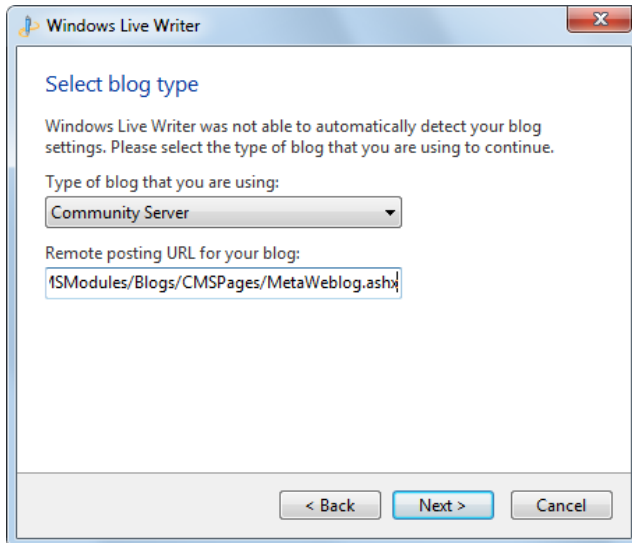 Windows Live Writer
Select blog type
Windows Live Writer was not able to automatically detect your blog
settings. Please select the type of blog that you are using to continue.
Type of blog that you are using:
Community Server
Remote posting URL for your blog:
MSModules/Blogs/CMSPages/MetaWeblog.ashx
< Back
Next >
Cancel